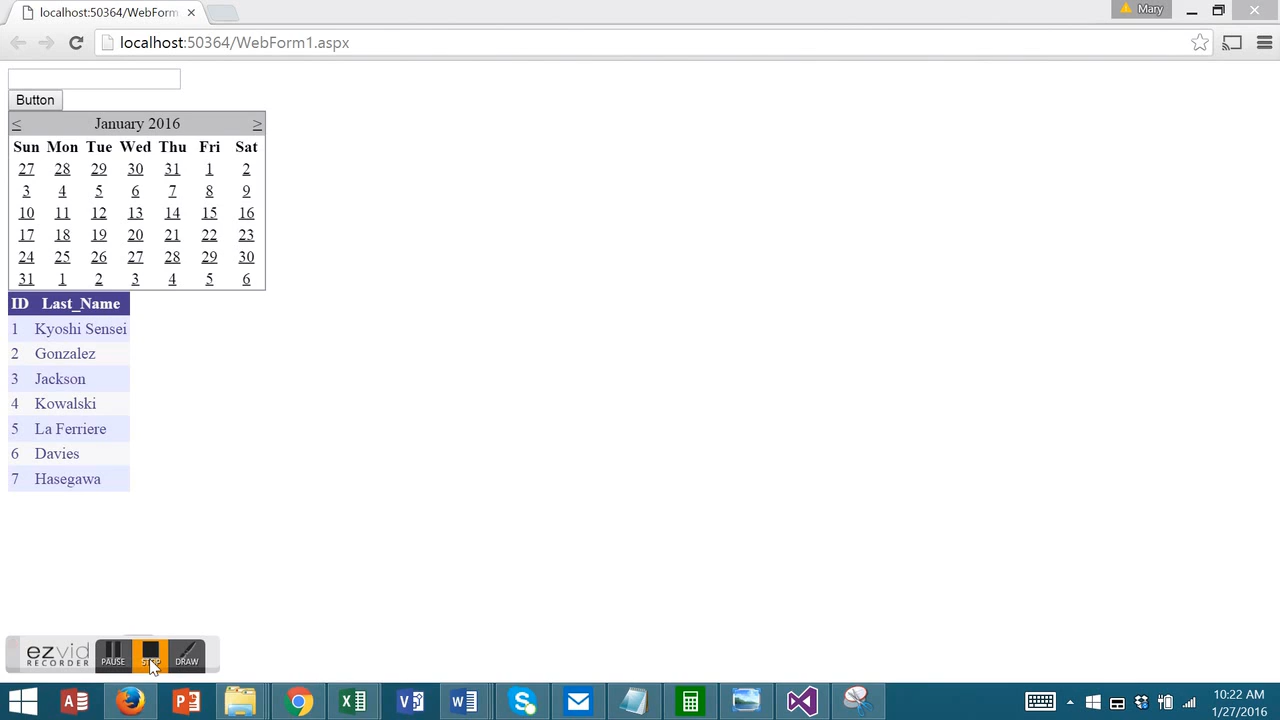 localhost:50364/WebForm
Mary
localhost:50364/WebForm1.aspx
Button
< January 2016 >
Sun Mon Tue Wed Thu Fri Sat
27 28 29 30 31 1 2
3 4 5 6 7 8 9
10 11 12 13 14 15 16
17 18 19 20 21 22 23
24 25 26 27 28 29 30
31 1 2 3 4 5 6
ID Last_Name
1 Kyoshi Sensei
2 Gonzalez
3 Jackson
4 Kowalski
5 La Ferriere
6 Davies
7 Hasegawa
ezvid
RECORDER
PAUSE STOP DRAW
10:22 AM
1/27/2016